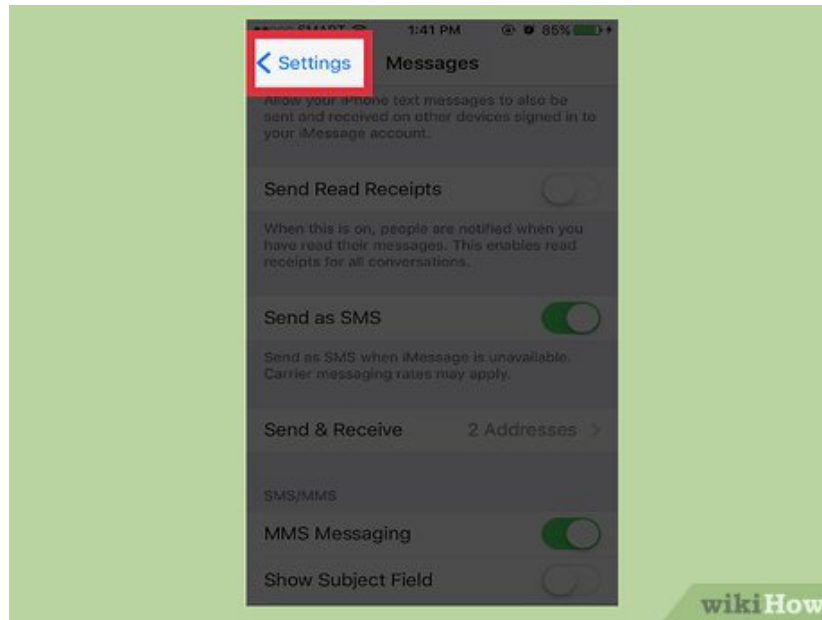 SMART 1:41 PM 85%
Settings Messages
Allow your iPhone text messages to also be
sent and received on other devices signed in to
your iMessage account.
Send Read Receipts
When this is on, people are notified when you
have read their messages. This enables read
receipts for all conversations.
Send as SMS
Send as SMS when iMessage is unavailable.
Carrier messaging rates may apply.
Send & Receive 2 Addresses
SMS/MMS
MMS Messaging
Show Subject Field
wikiHow